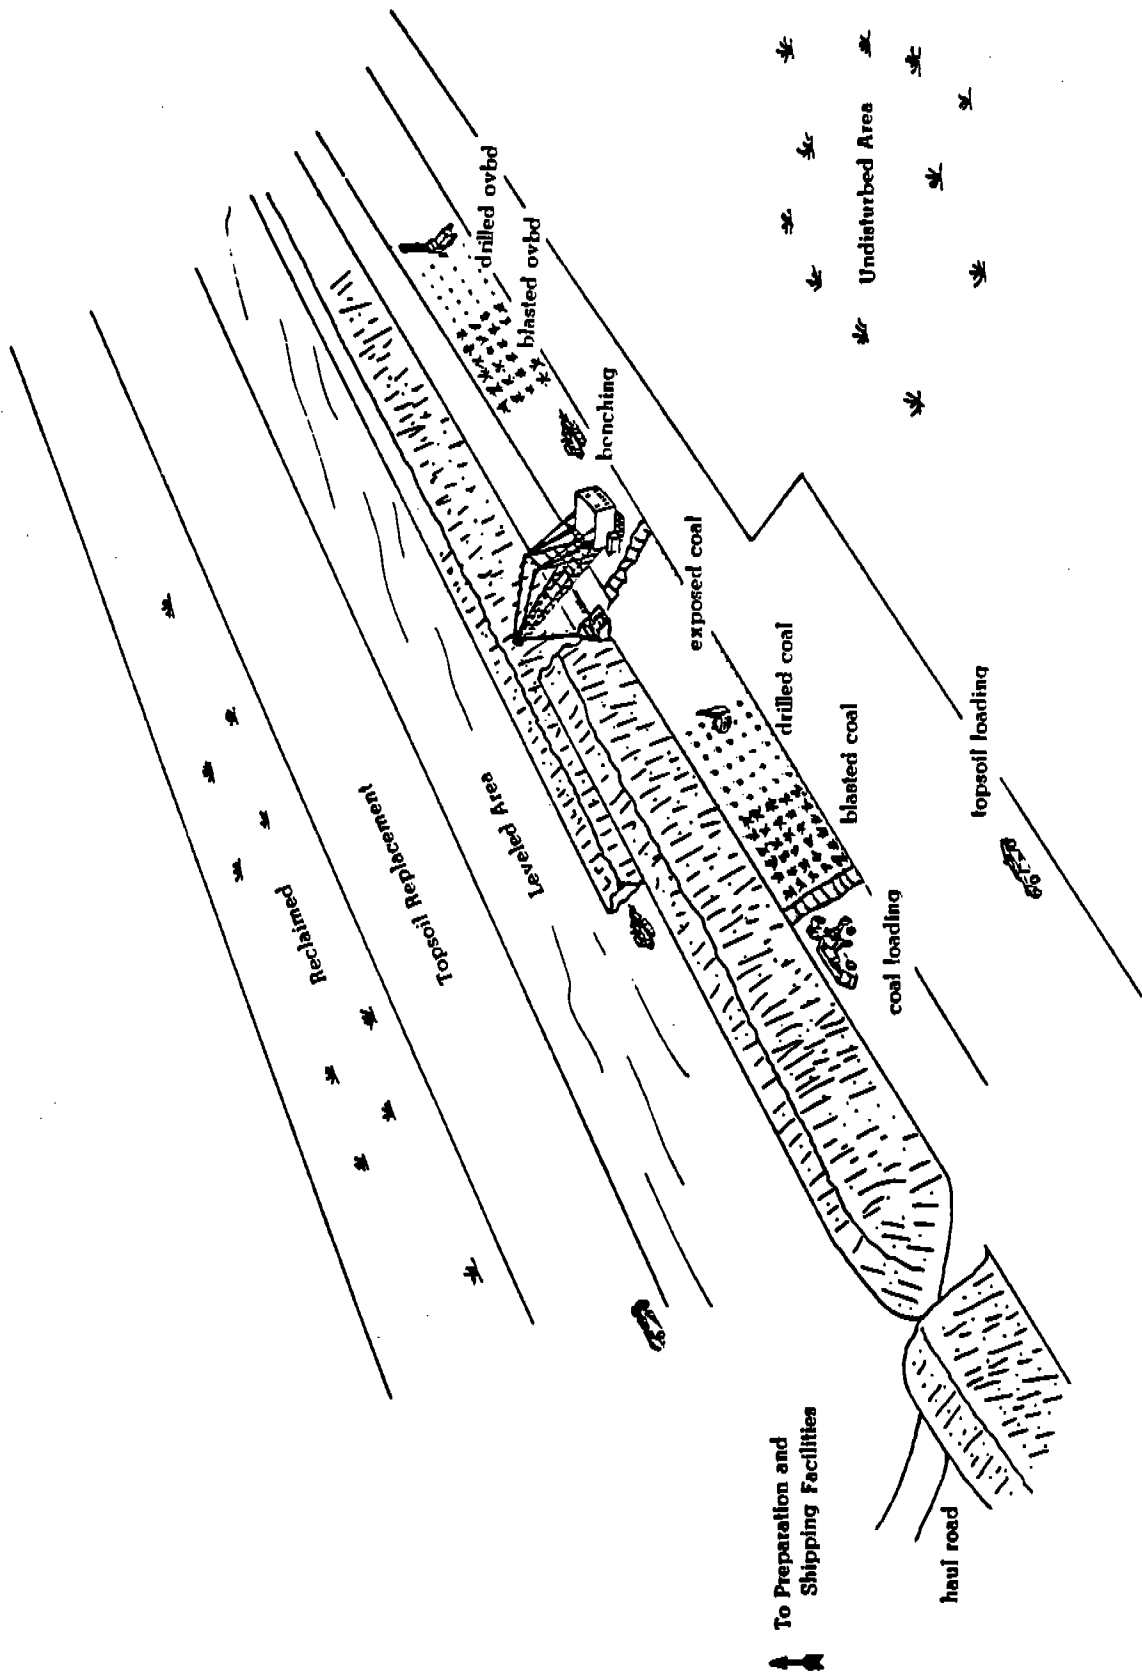 Reclaimed
Topsoil Replacement
Leveled Area
drilled ovbd
blasted ovbd
benching
Undisturbed Area
exposed coal
drilled coal
blasted coal
coal loading
topsoil loading
To Preparation and
Shipping Facilities
haul road